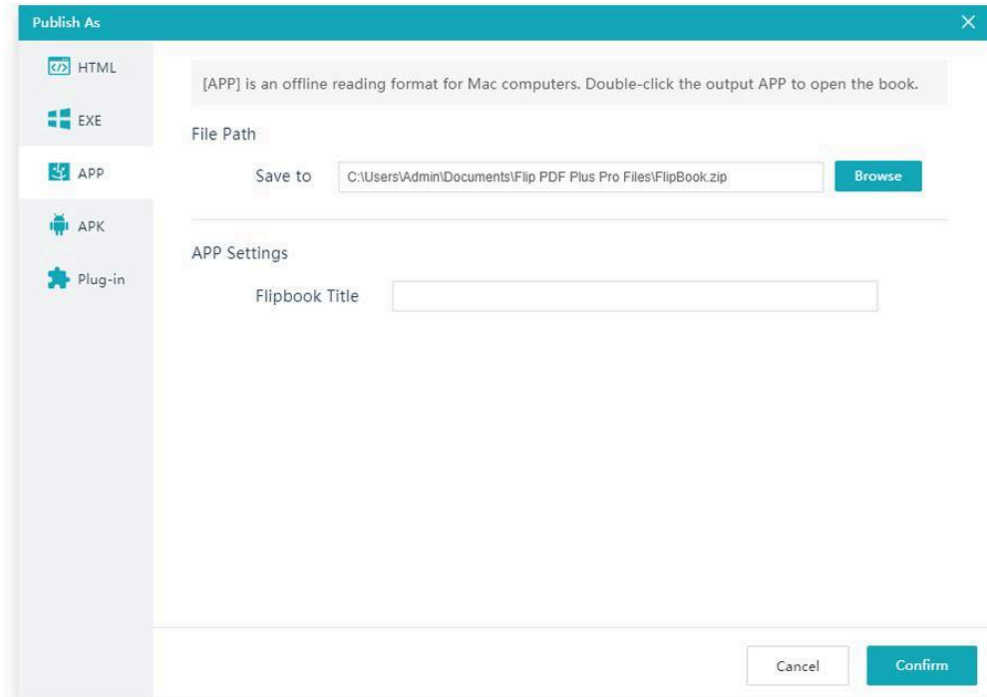 Publish As
HTML
EXE
APP
APK
Plug-in
[APP] is an offline reading format for Mac computers. Double-click the output APP to open the book.
File Path
Save to C:\Users\Admin\Documents\Flip PDF Plus Pro Files\FlipBook.zip Browse
APP Settings
Flipbook Title
Cancel Confirm